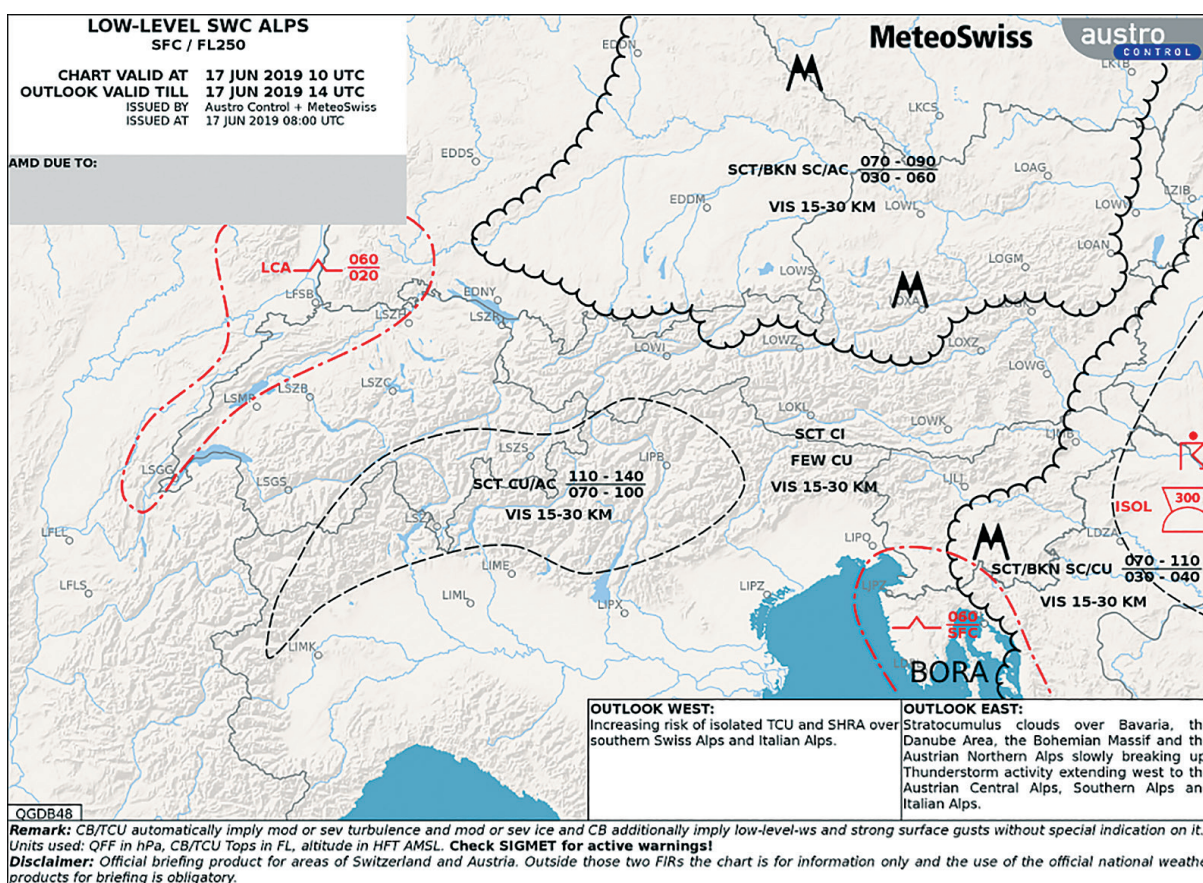 LOW-LEVEL SWC ALPS
SFC / FL250
CHART VALID AT 17 JUN 2019 10 UTC
OUTLOOK VALID TILL 17 JUN 2019 14 UTC
ISSUED BY Austro Control + MeteoSwiss
ISSUED AT 17 JUN 2019 08:00 UTC
AMD DUE TO:
MeteoSwiss
austro
CONTROL
EDDN
LKTB
LKCS
EDDS
SCT/BKN SC/AC 070 - 090
030 - 060
LOAG
LZIB
VIS 15-30 KM
EDDM
LOWL
LOWW
LOAN
LOGM
LCA 060
020
LOWS
LOXA
LFSB
EDNY
LSZH
LSZR
LOWI
LOWZ
LOXZ
LOWG
LSMP
LSZB
LSZC
LOKL
LOWK
SCT CI
LJMB
LSZS
LIPB
FEW CU
LSGG
LSGS
SCT CU/AC 110 - 140
070 - 100
VIS 15-30 KM
LJLJ
VIS 15-30 KM
300
ISOL
LSZA
LFLL
LIPQ
LDZA
LIME
SCT/BKN SC/CU 070 - 110
030 - 040
LFLS
LIML
LIPX
LIPZ
VIS 15-30 KM
060
SFC
LIMK
BORA
OUTLOOK WEST:
Increasing risk of isolated TCU and SHRA over
southern Swiss Alps and Italian Alps.
OUTLOOK EAST:
Stratocumulus clouds over Bavaria, th
Danube Area, the Bohemian Massif and th
Austrian Northern Alps slowly breaking up
Thunderstorm activity extending west to th
Austrian Central Alps, Southern Alps an
Italian Alps.
QGDB48
Remark: CB/TCU automatically imply mod or sev turbulence and mod or sev ice and CB additionally imply low-level-ws and strong surface gusts without special indication on it.
Units used: QFF in hPa, CB/TCU Tops in FL, altitude in HFT AMSL. Check SIGMET for active warnings!
Disclaimer: Official briefing product for areas of Switzerland and Austria. Outside those two FIRs the chart is for information only and the use of the official national weathe
products for briefing is obligatory.